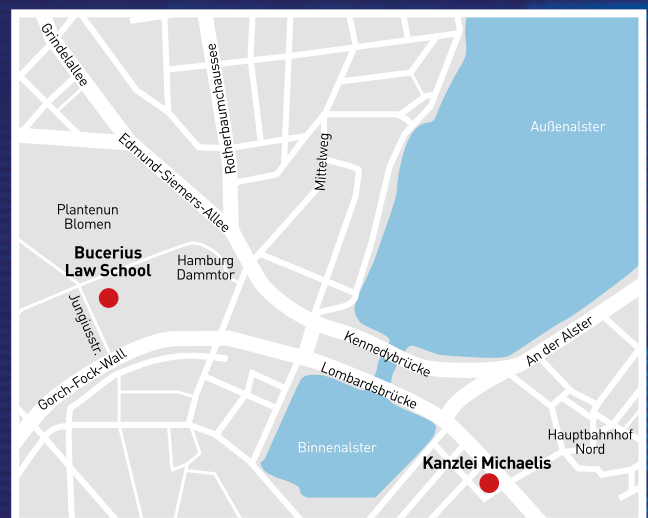 Grindelallee
Rotherbaumchaussee
Außenalster
Edmund-Siemers-Allee
Mittelweg
Plantenun
Blomen
Bucerius
Law School
Hamburg
Dammtor
Jungiusstr.
Kennedybrücke
An der Alster
Gorch-Fock-Wall
Lombardsbrücke
Binnenalster
Hauptbahnhof
Nord
Kanzlei Michaelis